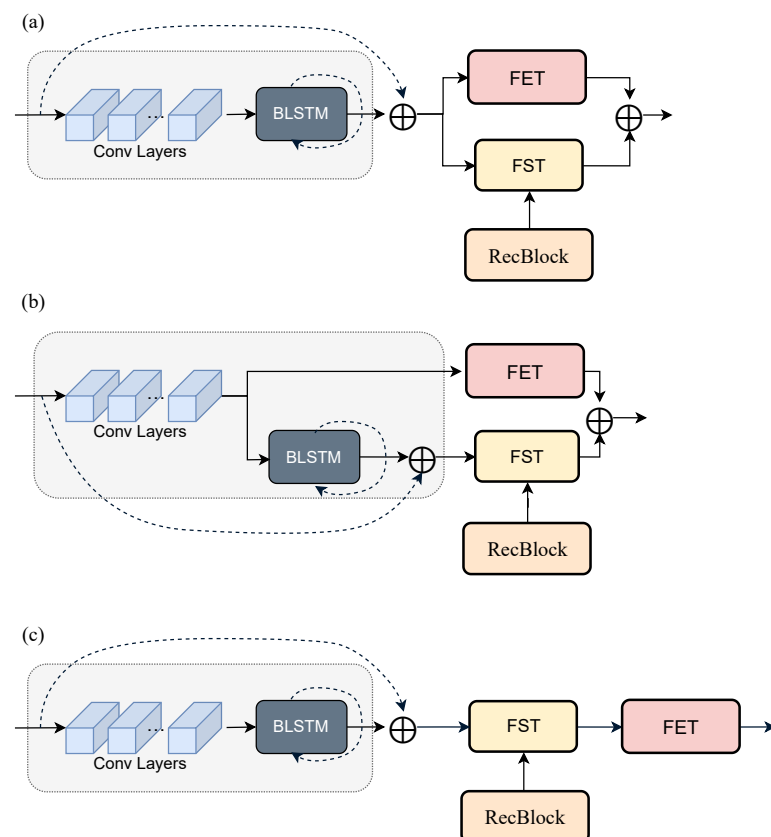 (a)
FET
...
BLSTM
Conv Layers
FST
RecBlock
(b)
FET
...
Conv Layers
BLSTM
FST
RecBlock
(c)
...
BLSTM
FST
FET
Conv Layers
RecBlock